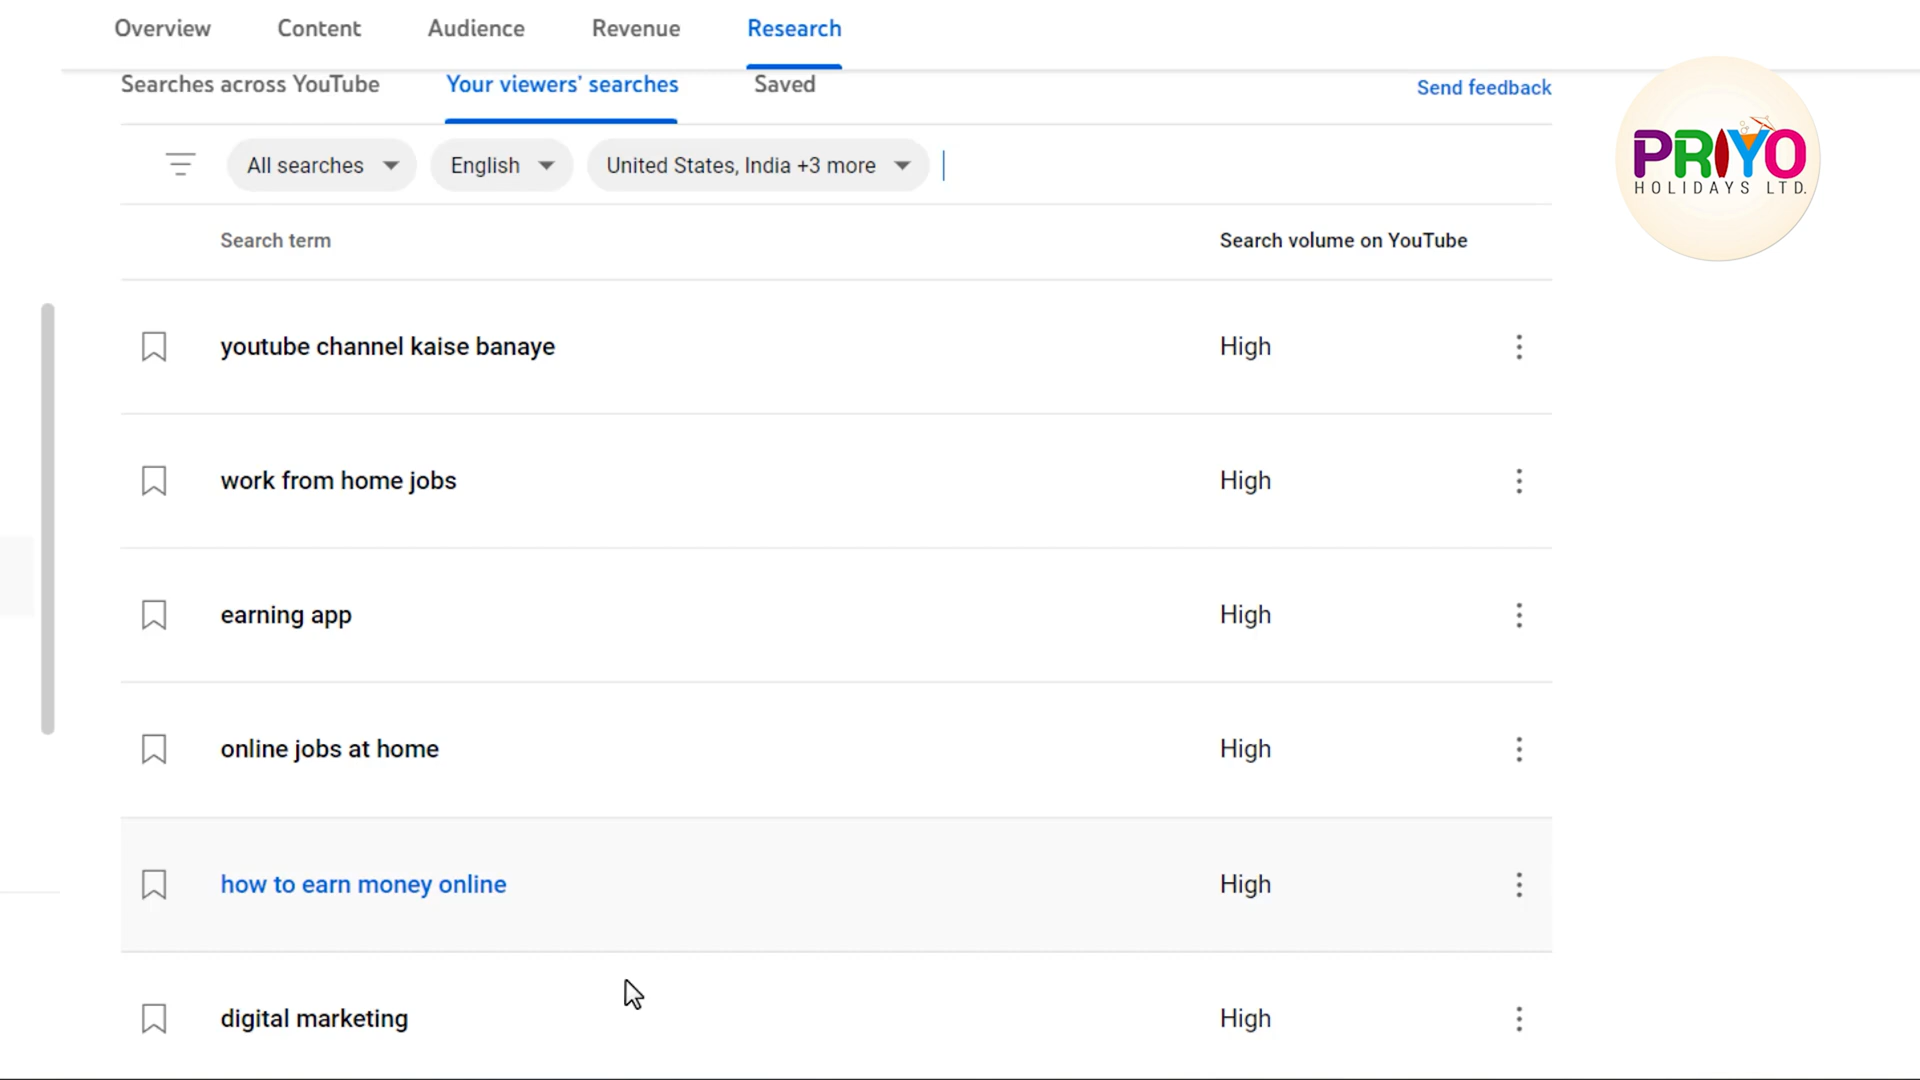 Overview Content Audience Revenue Research
Searches across YouTube Your viewers' searches Saved Send feedback
All searches English United States, India +3 more
PRIYO
HOLIDAYS LTD.
Search term Search volume on YouTube
youtube channel kaise banaye High
work from home jobs High
earning app High
online jobs at home High
how to earn money online High
digital marketing High